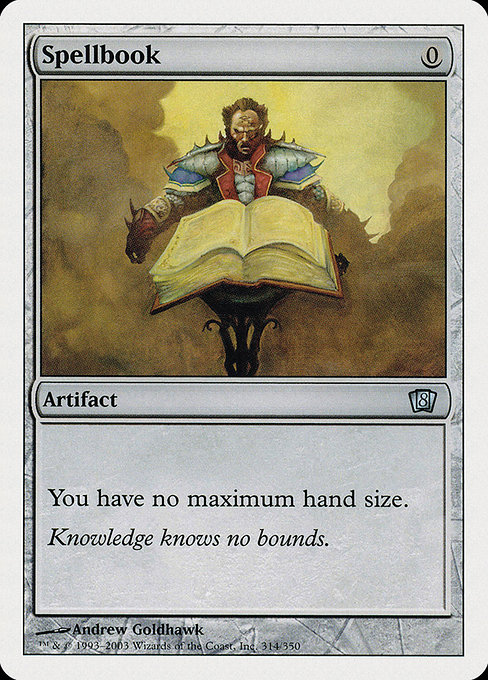 Spellbook 0
Artifact 8
You have no maximum hand size.
Knowledge knows no bounds.
Andrew Goldhawk
™ & © 1993–2003 Wizards of the Coast, Inc. 314/350